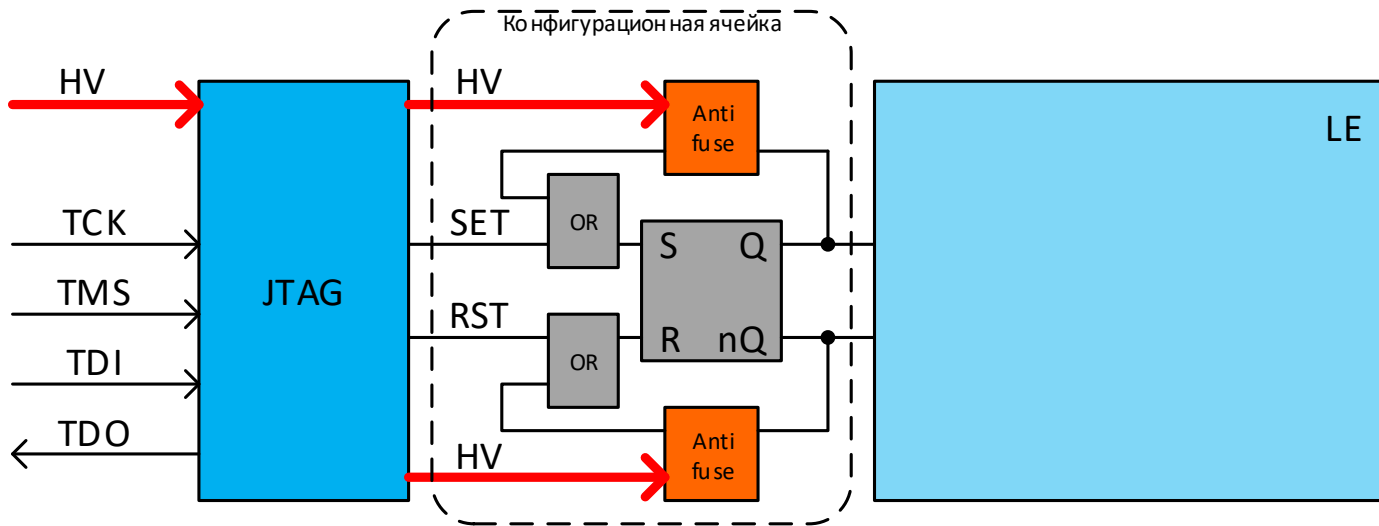 Конфигурационная ячейка
HV
HV
Anti
fuse
LE
TCK
SET
OR
S
Q
TMS
JTAG
RST
OR
R
nQ
TDI
TDO
HV
Anti
fuse